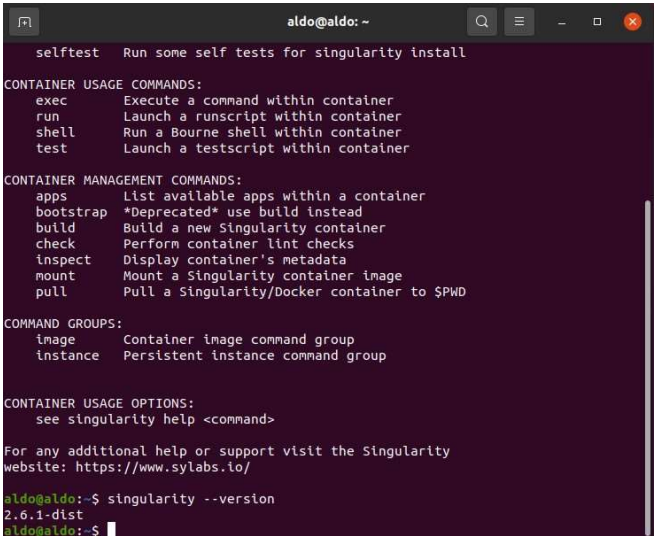 aldo@aldo: ~
selftest Run some self tests for singularity install
CONTAINER USAGE COMMANDS:
exec Execute a command within container
run Launch a runscript within container
shell Run a Bourne shell within container
test Launch a testscript within container
CONTAINER MANAGEMENT COMMANDS:
apps List available apps within a container
bootstrap *Deprecated* use build instead
build Build a new Singularity container
check Perform container lint checks
inspect Display container's metadata
mount Mount a Singularity container image
pull Pull a Singularity/Docker container to $PWD
COMMAND GROUPS:
image Container image command group
instance Persistent instance command group
CONTAINER USAGE OPTIONS:
see singularity help <command>
For any additional help or support visit the Singularity
website: https://www.sylabs.io/
aldo@aldo:~$ singularity --version
2.6.1-dist
aldo@aldo:~$